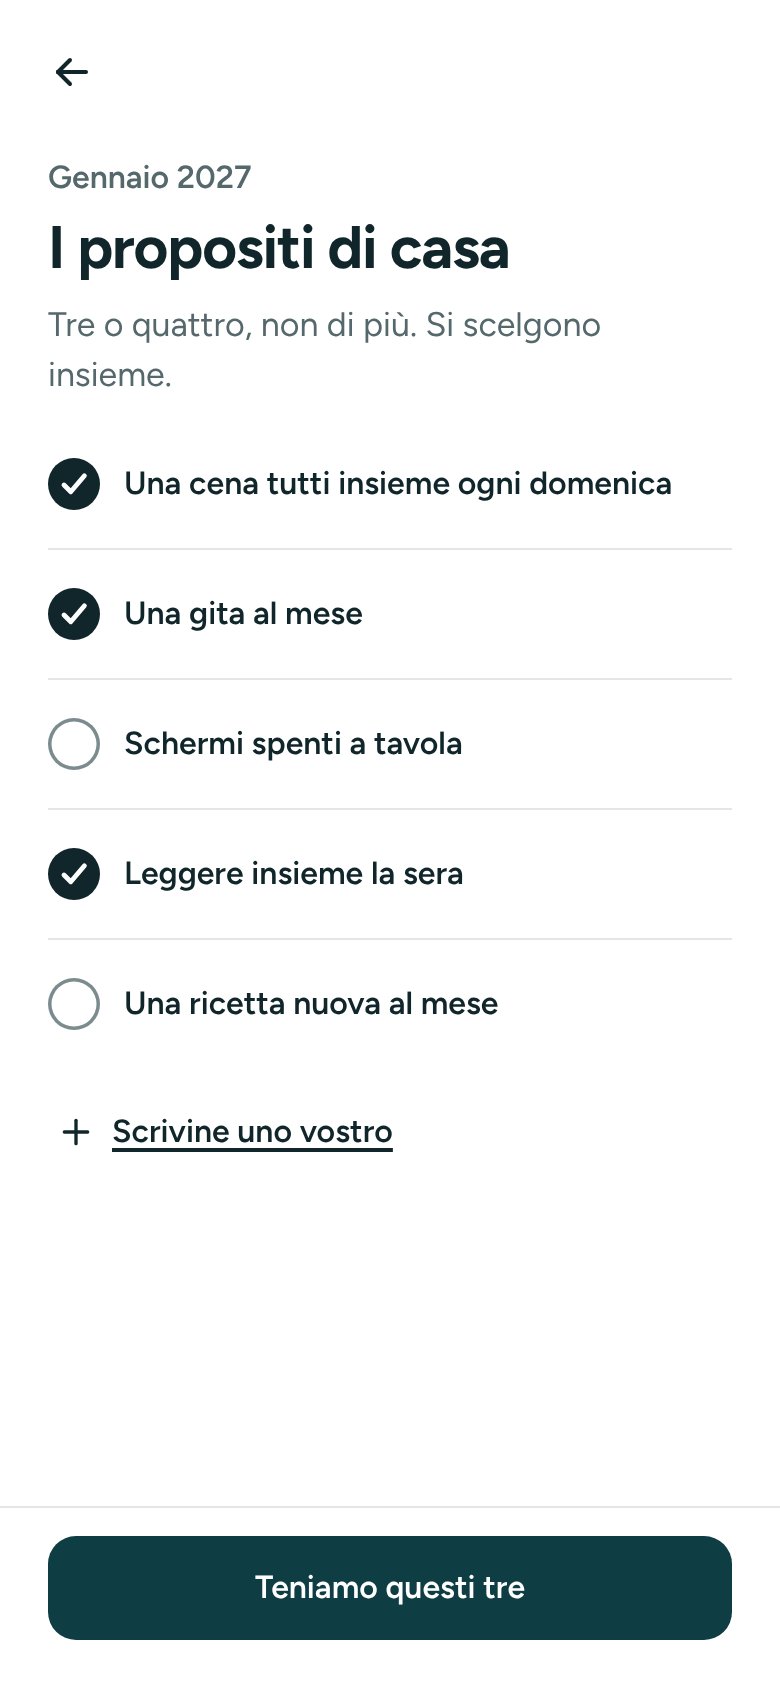 Gennaio 2027
I propositi di casa
Tre o quattro, non di più. Si scelgono
insieme.
Una cena tutti insieme ogni domenica
Una gita al mese
Schermi spenti a tavola
Leggere insieme la sera
Una ricetta nuova al mese
Scrivine uno vostro
Teniamo questi tre